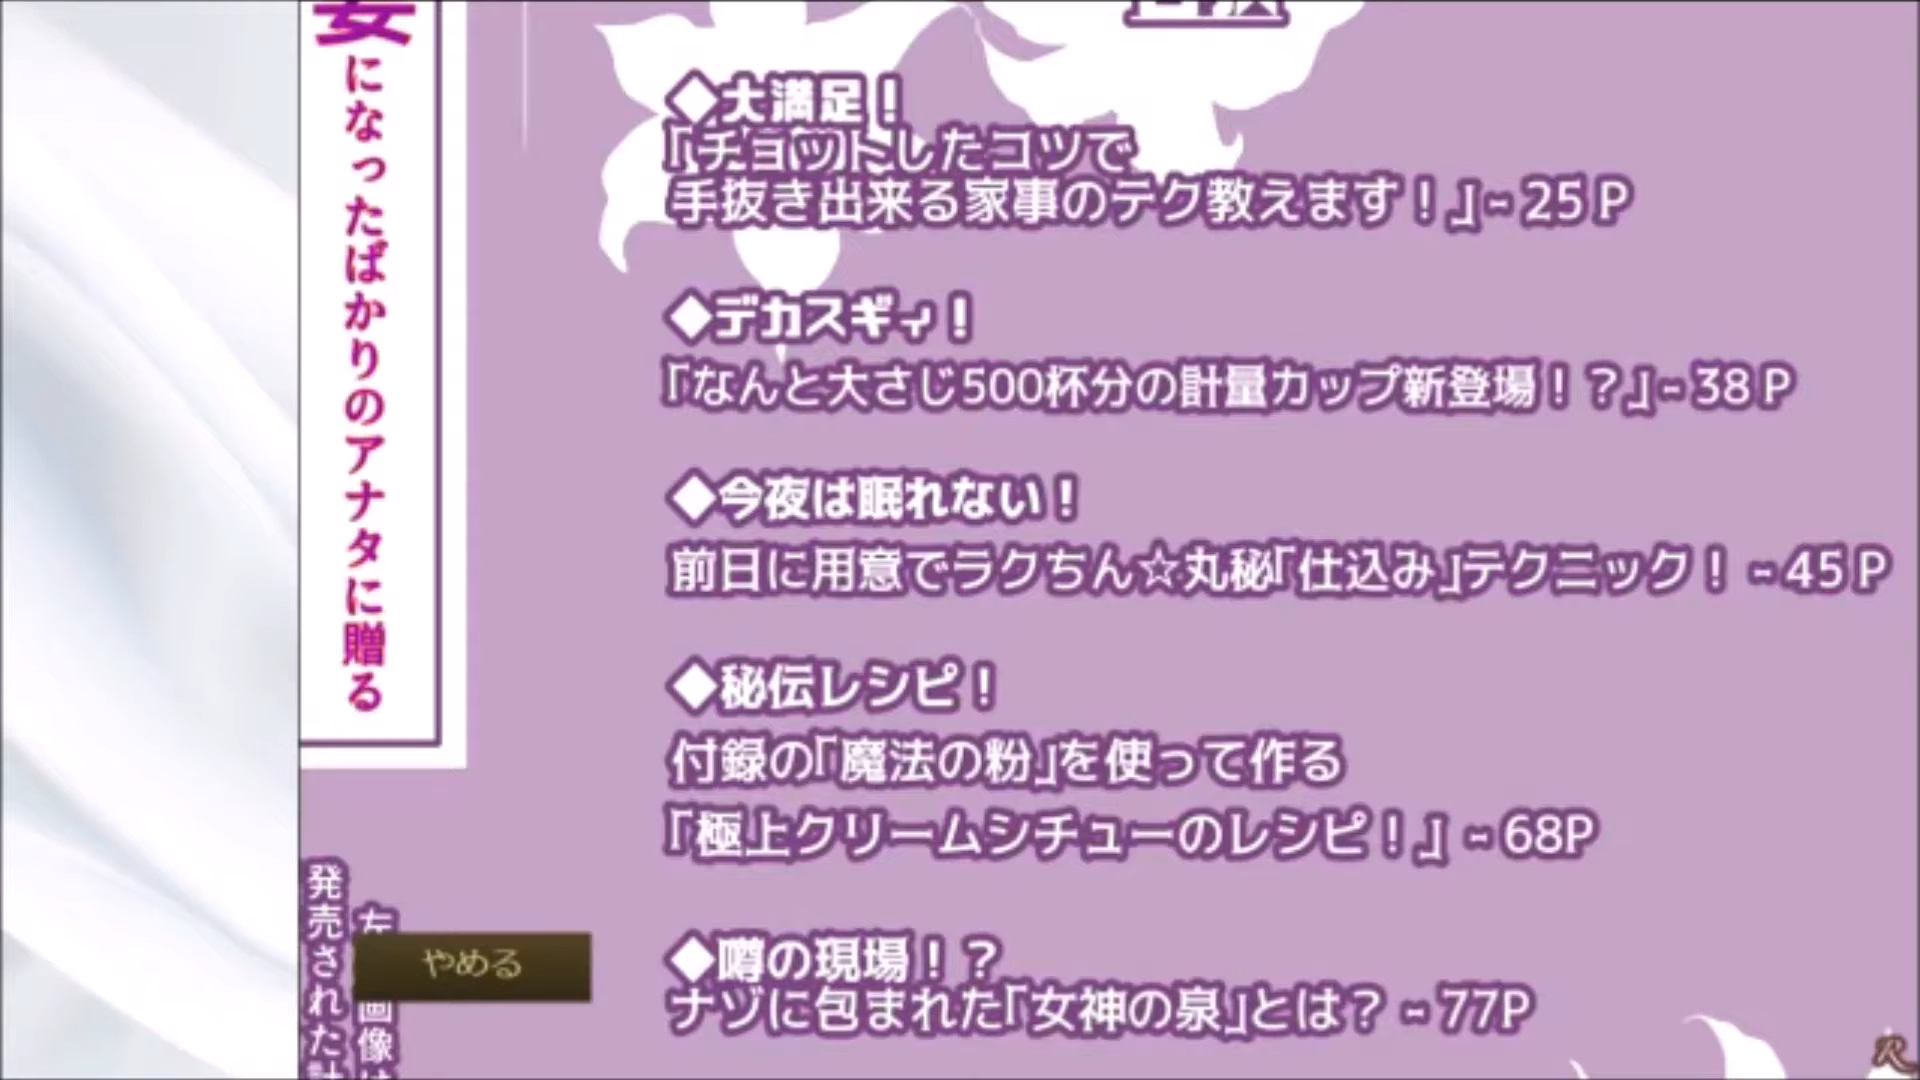 妻になったばかりのアナタに贈る
◆大満足！
『チョットしたコツで
手抜き出来る家事のテク教えます！』- 25P
◆デカスギィ！
『なんと大さじ500杯分の計量カップ新登場！？』- 38P
◆今夜は眠れない！
前日に用意でラクちん☆丸秘『仕込み』テクニック！ - 45P
◆秘伝レシピ！
付録の『魔法の粉』を使って作る
『極上クリームシチューのレシピ！』 - 68P
◆噂の現場！？
ナゾに包まれた『女神の泉』とは？ - 77P
左
画像は
発売された計
やめる
R